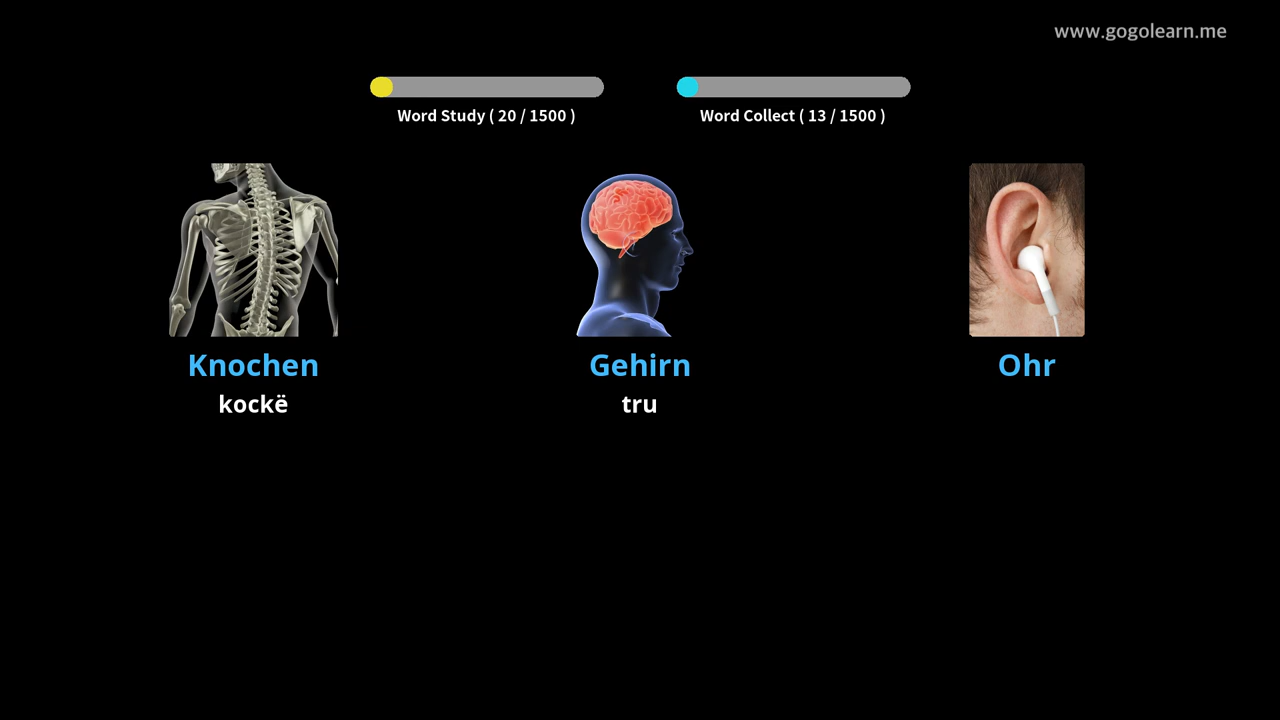 www.gogolearn.me
Word Study ( 20 / 1500 )
Word Collect ( 13 / 1500 )
Knochen
kockë
Gehirn
tru
Ohr